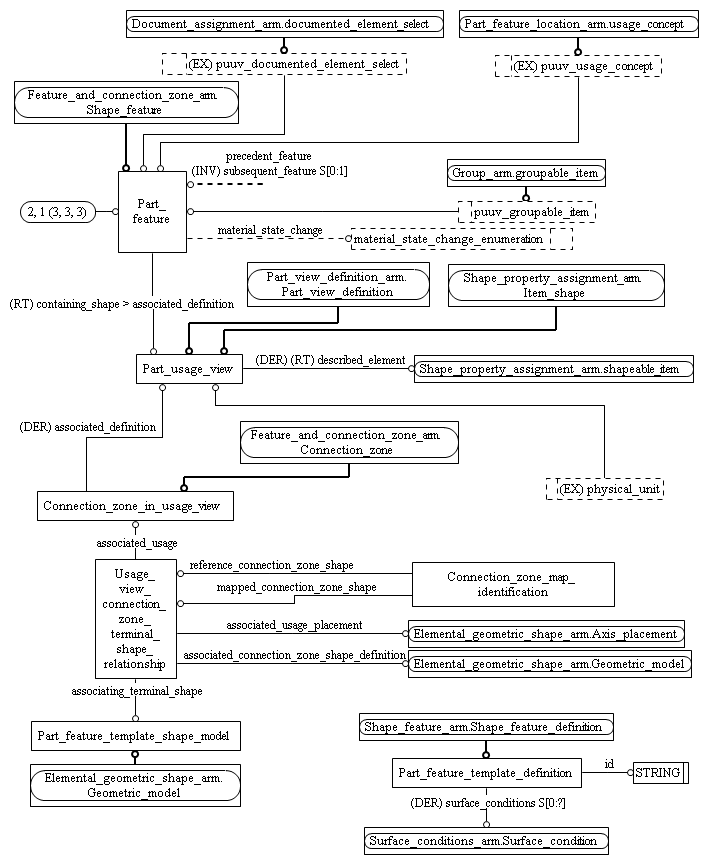 Document_assignment_arm.documented_element_select
Part_feature_location_arm.usage_concept
(EX) puuv_documented_element_select
(EX) puuv_usage_concept
Feature_and_connection_zone_arm.
Shape_feature
precedent_feature
(INV) subsequent_feature S[0:1]
Group_arm.groupable_item
2, 1 (3, 3, 3)
Part_
feature
puuv_groupable_item
material_state_change
material_state_change_enumeration
Part_view_definition_arm.
Part_view_definition
Shape_property_assignment_arm.
Item_shape
(RT) containing_shape > associated_definition
(DER) (RT) described_element
Part_usage_view
Shape_property_assignment_arm.shapeable_item
(DER) associated_definition
Feature_and_connection_zone_arm.
Connection_zone
(EX) physical_unit
Connection_zone_in_usage_view
associated_usage
Usage_
view_
connection_
zone_
terminal_
shape_
relationship
reference_connection_zone_shape
mapped_connection_zone_shape
Connection_zone_map_
identification
associated_usage_placement
Elemental_geometric_shape_arm.Axis_placement
associated_connection_zone_shape_definition
Elemental_geometric_shape_arm.Geometric_model
associating_terminal_shape
Part_feature_template_shape_model
Shape_feature_arm.Shape_feature_definition
Elemental_geometric_shape_arm.
Geometric_model
Part_feature_template_definition
id
STRING
(DER) surface_conditions S[0:?]
Surface_conditions_arm.Surface_condition